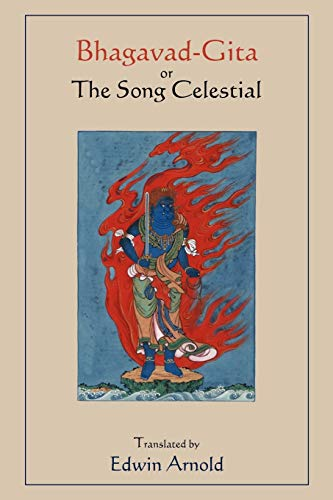 Bhagavad-Gita
or
The Song Celestial
Translated by
Edwin Arnold